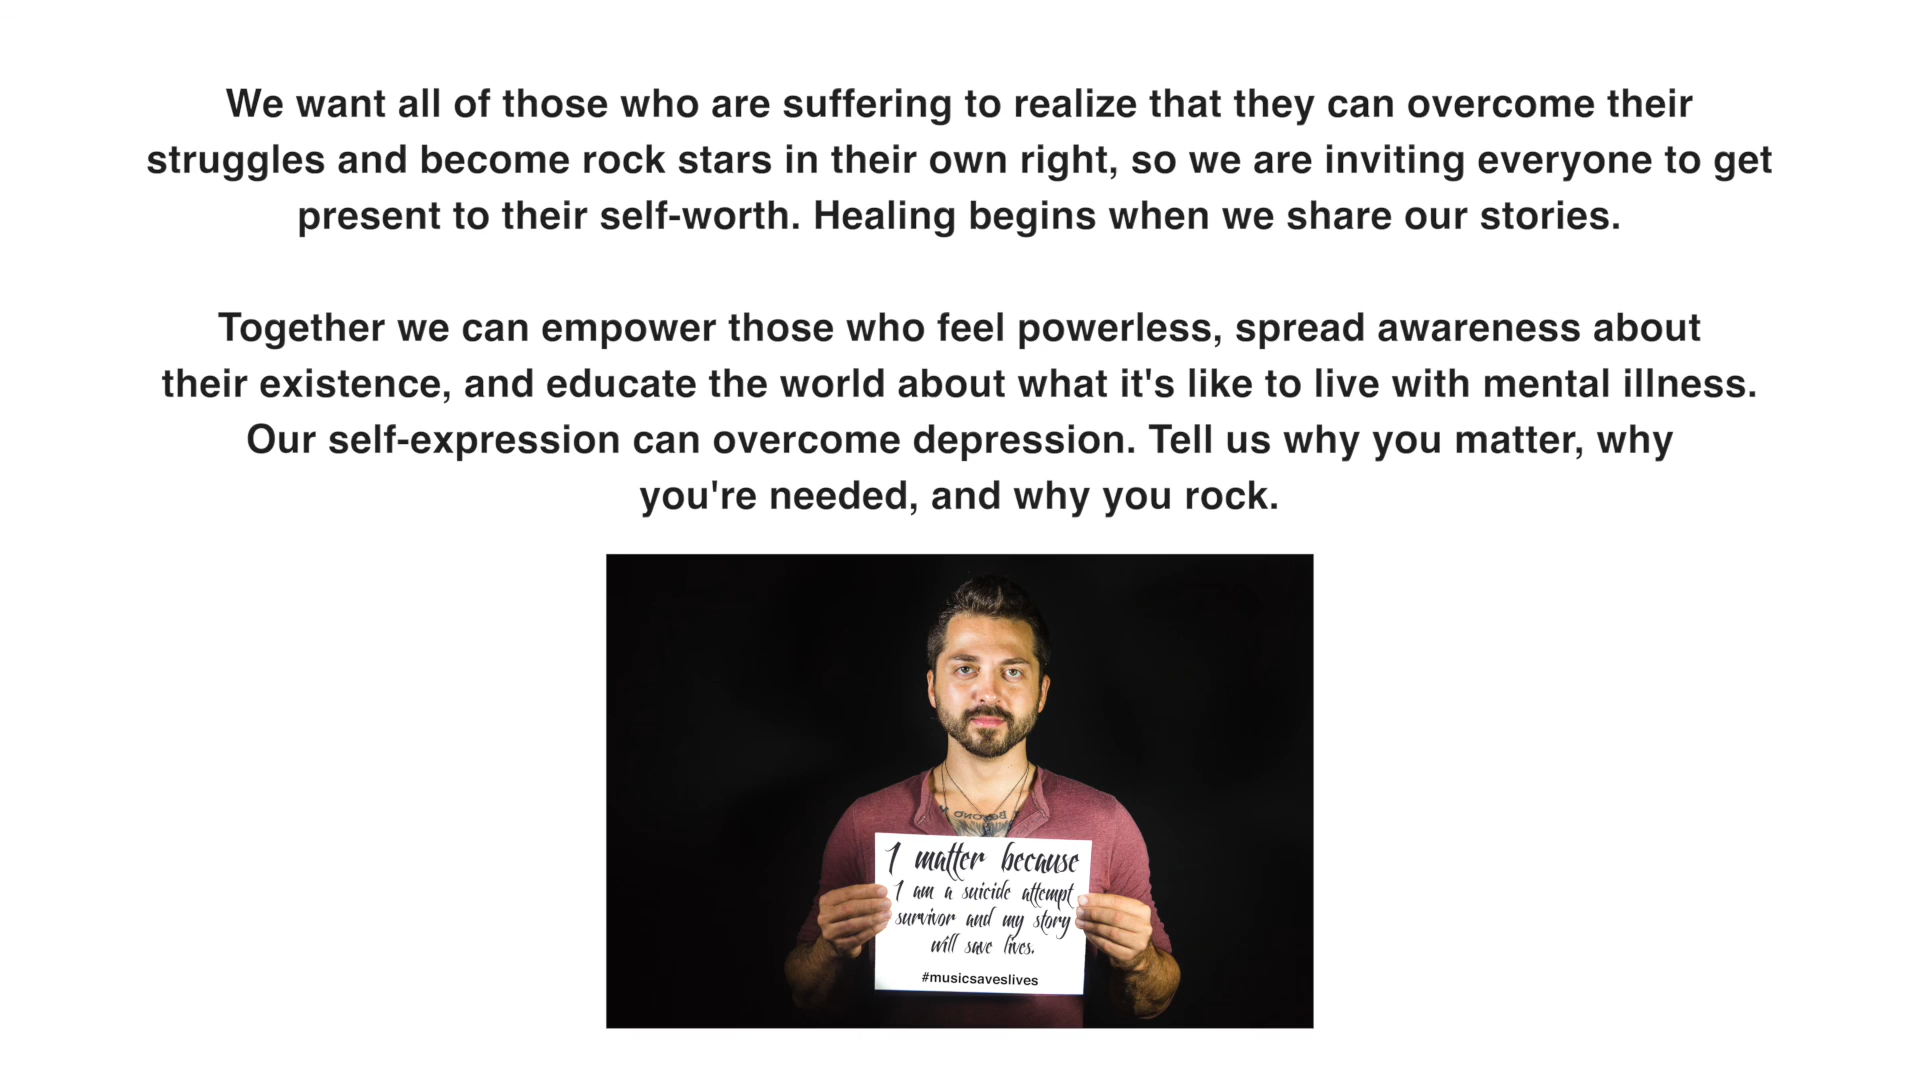 We want all of those who are suffering to realize that they can overcome their
struggles and become rock stars in their own right, so we are inviting everyone to get
present to their self-worth. Healing begins when we share our stories.
Together we can empower those who feel powerless, spread awareness about
their existence, and educate the world about what it's like to live with mental illness.
Our self-expression can overcome depression. Tell us why you matter, why
you're needed, and why you rock.
I matter because
I am a suicide attempt
survivor and my story
will save lives.
#musicsaveslives